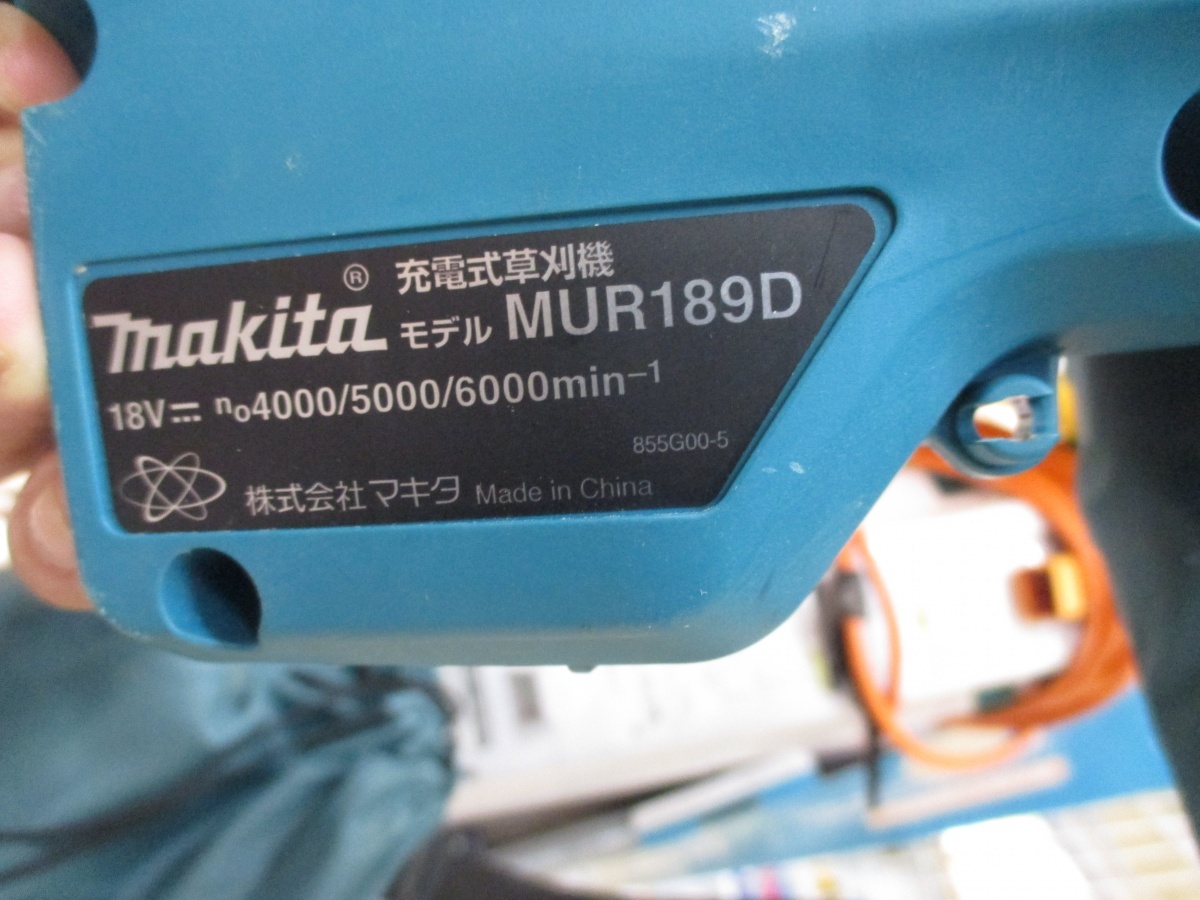 makita® 充電式草刈機
モデル MUR189D
18V⎓ n₀4000/5000/6000min⁻¹
855G00-5
株式会社マキタ Made in China